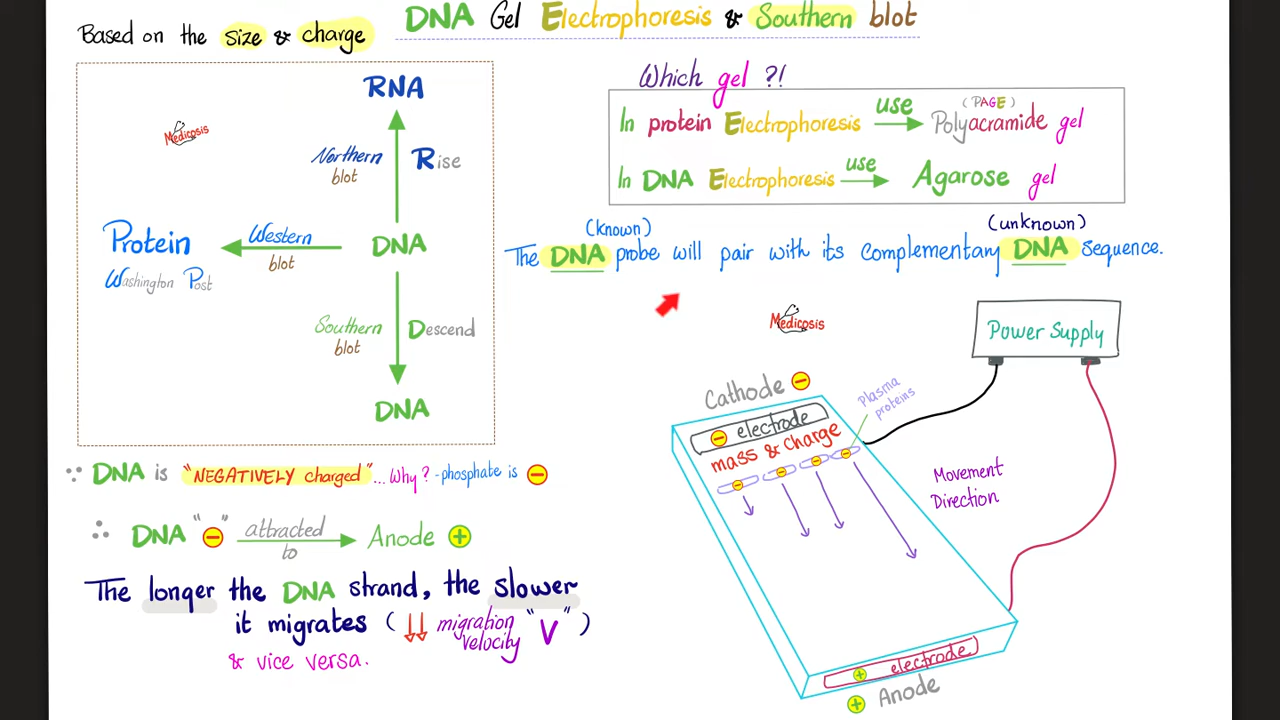 DNA Gel Electrophoresis & Southern blot
Based on the size & charge
RNA
Medicosis
Northern blot
Rise
Protein
Western blot
DNA
Washington Post
Southern blot
Descend
DNA
∵ DNA is "NEGATIVELY charged"... Why? - phosphate is ⊖
∴ DNA "⊖" attracted to Anode ⊕
The longer the DNA strand, the slower
it migrates (↓↓ migration velocity "V")
& vice versa.
Which gel ?!
(PAGE)
In protein Electrophoresis use Polyacramide gel
In DNA Electrophoresis use Agarose gel
(known) (unknown)
The DNA probe will pair with its complementary DNA sequence.
Medicosis
Power Supply
Cathode ⊖
Plasma proteins
⊖ electrode
mass & charge
Movement Direction
⊕ electrode
⊕ Anode